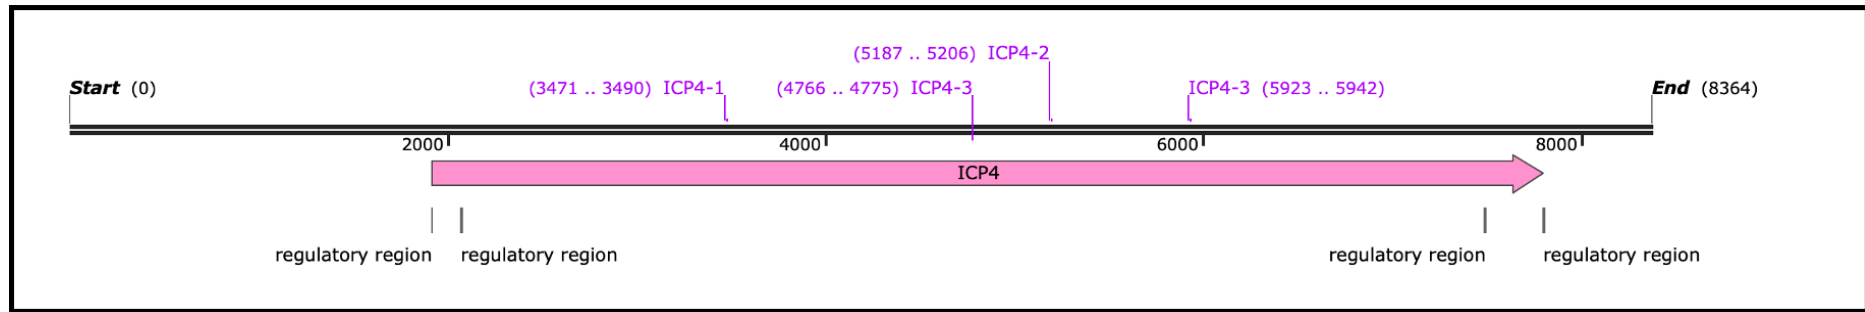 (5187 .. 5206) ICP4-2
Start (0)
(3471 .. 3490) ICP4-1
(4766 .. 4775) ICP4-3
ICP4-3 (5923 .. 5942)
End (8364)
2000
4000
6000
8000
ICP4
regulatory region
regulatory region
regulatory region
regulatory region